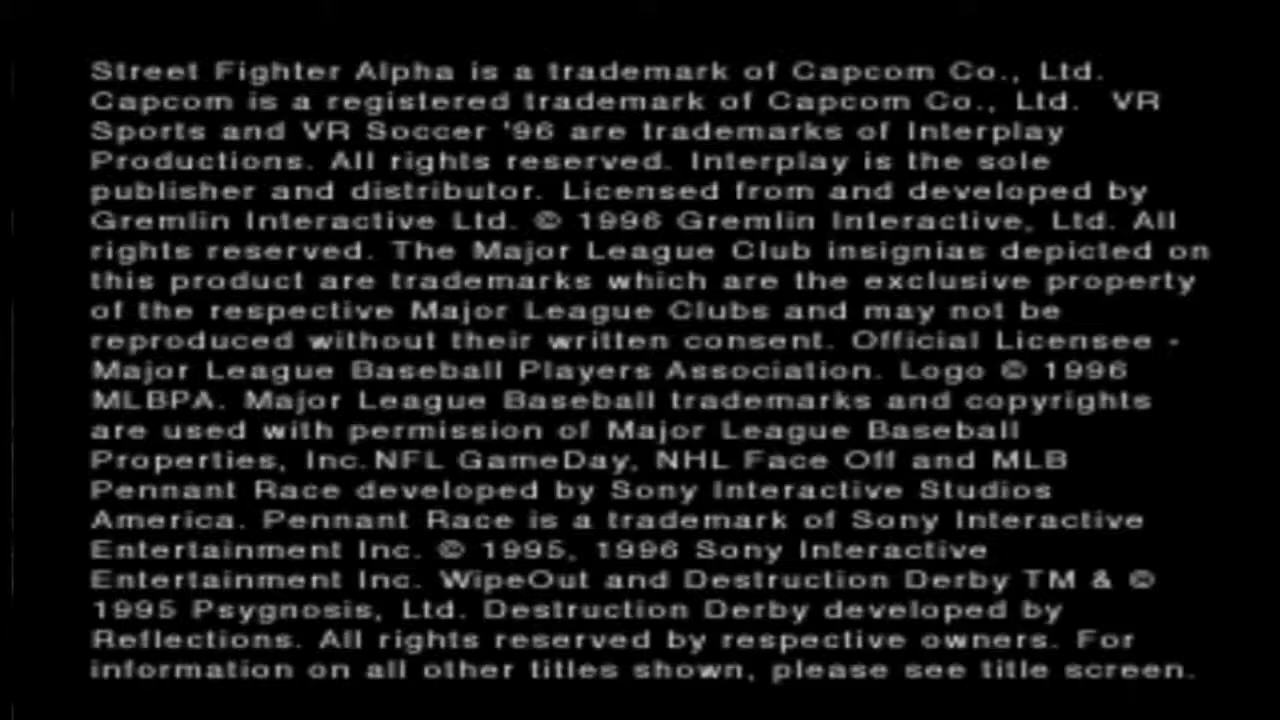 Street Fighter Alpha is a trademark of Capcom Co., Ltd.
Capcom is a registered trademark of Capcom Co., Ltd. VR
Sports and VR Soccer '96 are trademarks of Interplay
Productions. All rights reserved. Interplay is the sole
publisher and distributor. Licensed from and developed by
Gremlin Interactive Ltd. © 1996 Gremlin Interactive, Ltd. All
rights reserved. The Major League Club insignias depicted on
this product are trademarks which are the exclusive property
of the respective Major League Clubs and may not be
reproduced without their written consent. Official Licensee -
Major League Baseball Players Association. Logo © 1996
MLBPA. Major League Baseball trademarks and copyrights
are used with permission of Major League Baseball
Properties, Inc.NFL GameDay, NHL Face Off and MLB
Pennant Race developed by Sony Interactive Studios
America. Pennant Race is a trademark of Sony Interactive
Entertainment Inc. © 1995, 1996 Sony Interactive
Entertainment Inc. WipeOut and Destruction Derby TM & ©
1995 Psygnosis, Ltd. Destruction Derby developed by
Reflections. All rights reserved by respective owners. For
information on all other titles shown, please see title screen.